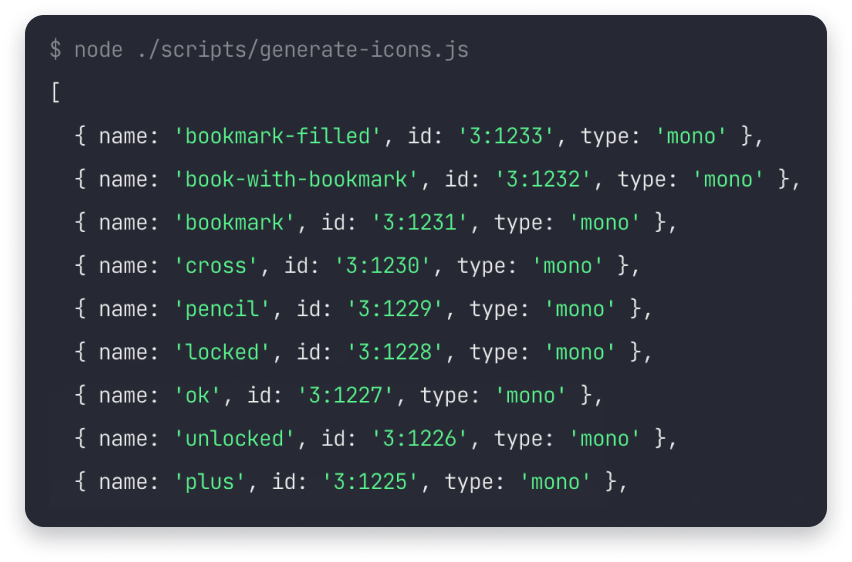 $ node ./scripts/generate-icons.js
[
  { name: 'bookmark-filled', id: '3:1233', type: 'mono' },
  { name: 'book-with-bookmark', id: '3:1232', type: 'mono' },
  { name: 'bookmark', id: '3:1231', type: 'mono' },
  { name: 'cross', id: '3:1230', type: 'mono' },
  { name: 'pencil', id: '3:1229', type: 'mono' },
  { name: 'locked', id: '3:1228', type: 'mono' },
  { name: 'ok', id: '3:1227', type: 'mono' },
  { name: 'unlocked', id: '3:1226', type: 'mono' },
  { name: 'plus', id: '3:1225', type: 'mono' },